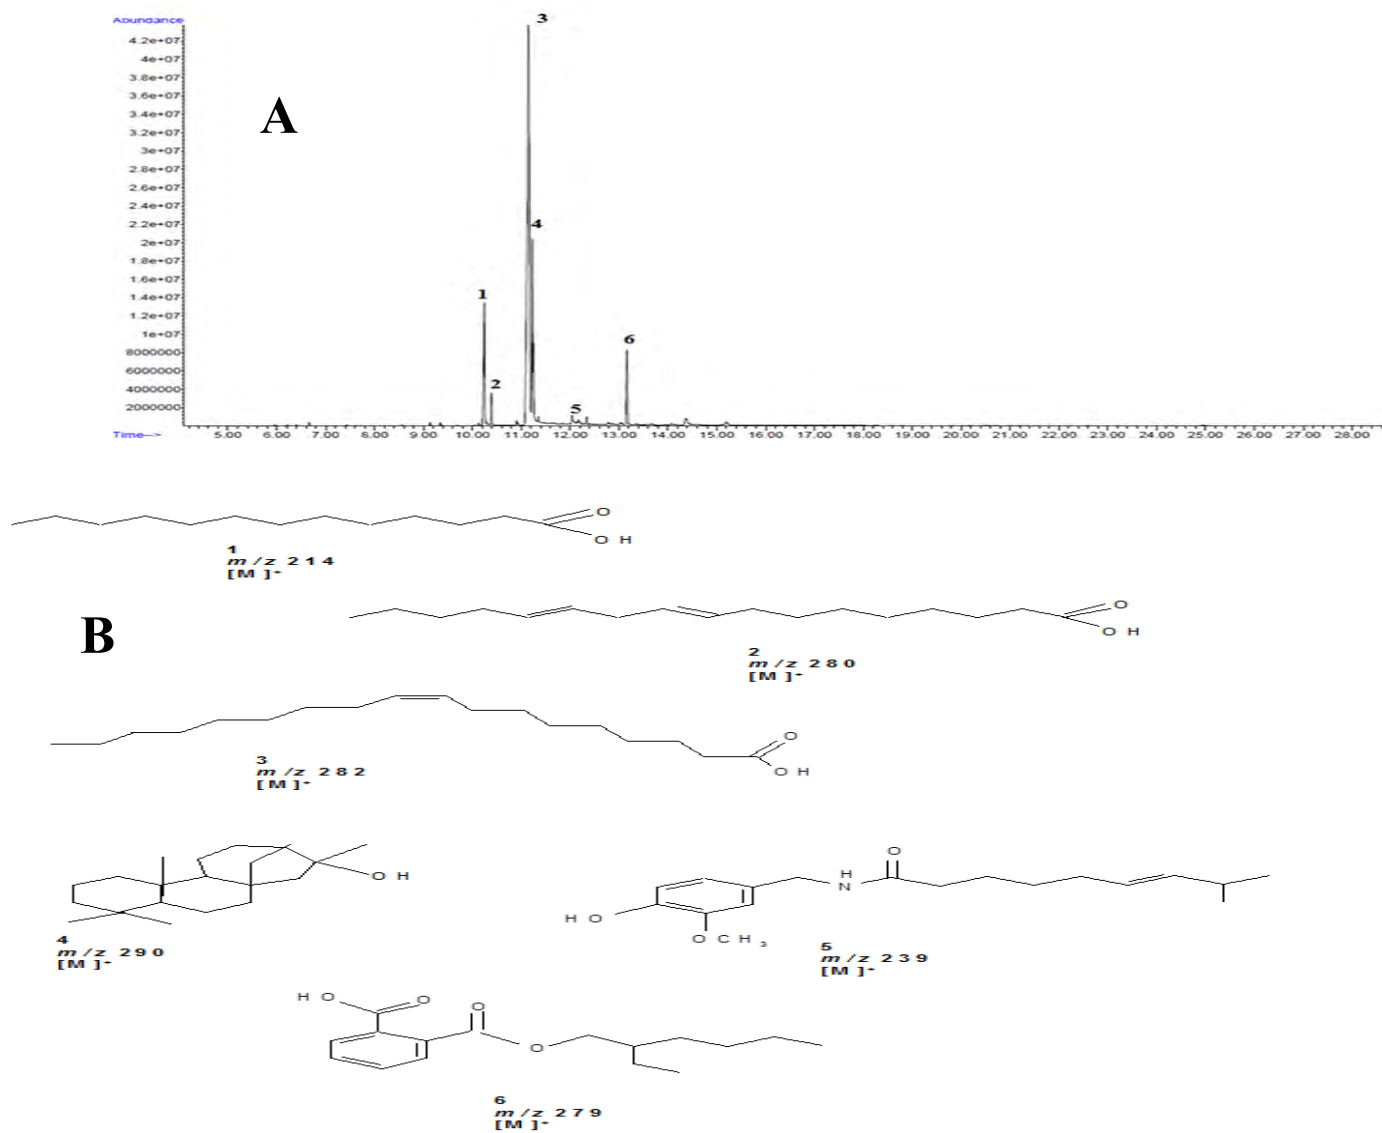 Abundance
3
4.2e+07
4e+07
3.8e+07
3.6e+07
3.4e+07
3.2e+07
3e+07
2.8e+07
2.6e+07
2.4e+07
2.2e+07
2e+07
1.8e+07
1.6e+07
1.4e+07
1.2e+07
1e+07
8000000
6000000
4000000
2000000
A
4
1
2
5
6
Time-->
5.00 6.00 7.00 8.00 9.00 10.00 11.00 12.00 13.00 14.00 15.00 16.00 17.00 18.00 19.00 20.00 21.00 22.00 23.00 24.00 25.00 26.00 27.00 28.00
O
OH
1
m/z 214
[M]+
B
O
OH
2
m/z 280
[M]+
O
OH
3
m/z 282
[M]+
OH
4
m/z 290
[M]+
O
H
N
HO
OCH3
5
m/z 239
[M]+
HO
O
O
O
6
m/z 279
[M]+